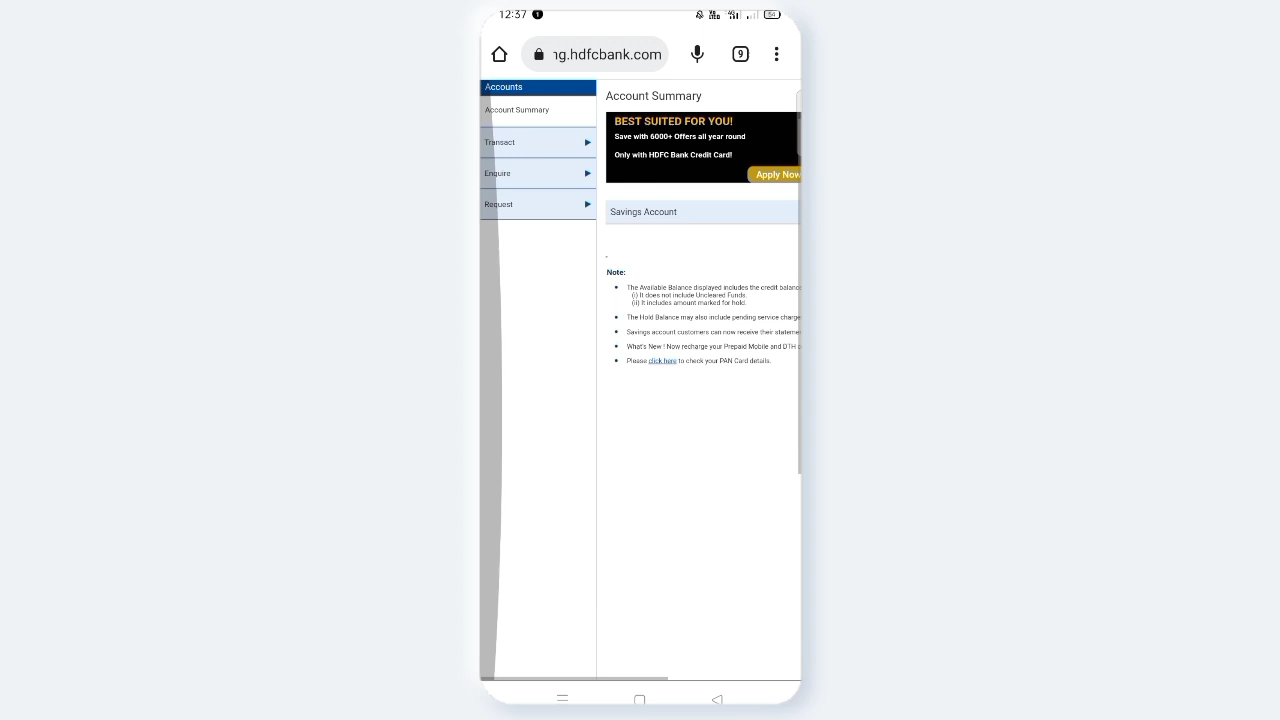 12:37
54
ng.hdfcbank.com
9
Accounts
Account Summary
Transact
Enquire
Request
Account Summary
BEST SUITED FOR YOU!
Save with 6000+ Offers all year round
Only with HDFC Bank Credit Card!
Apply Now
Savings Account
-
Note:
The Available Balance displayed includes the credit balanc
(i) It does not include Uncleared Funds.
(ii) It includes amount marked for hold.
The Hold Balance may also include pending service charge
Savings account customers can now receive their stateme
What's New ! Now recharge your Prepaid Mobile and DTH c
Please click here to check your PAN Card details.